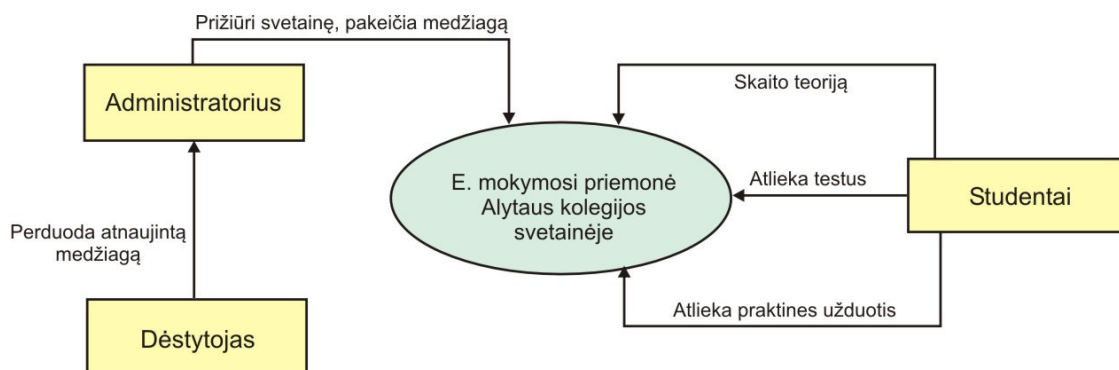 Prižiūri svetainę, pakeičia medžiagą
Administratorius
Skaito teoriją
E. mokymosi priemonė
Alytaus kolegijos
svetainėje
Atlieka testus
Studentai
Perduoda atnaujintą
medžiagą
Atlieka praktines užduotis
Dėstytojas